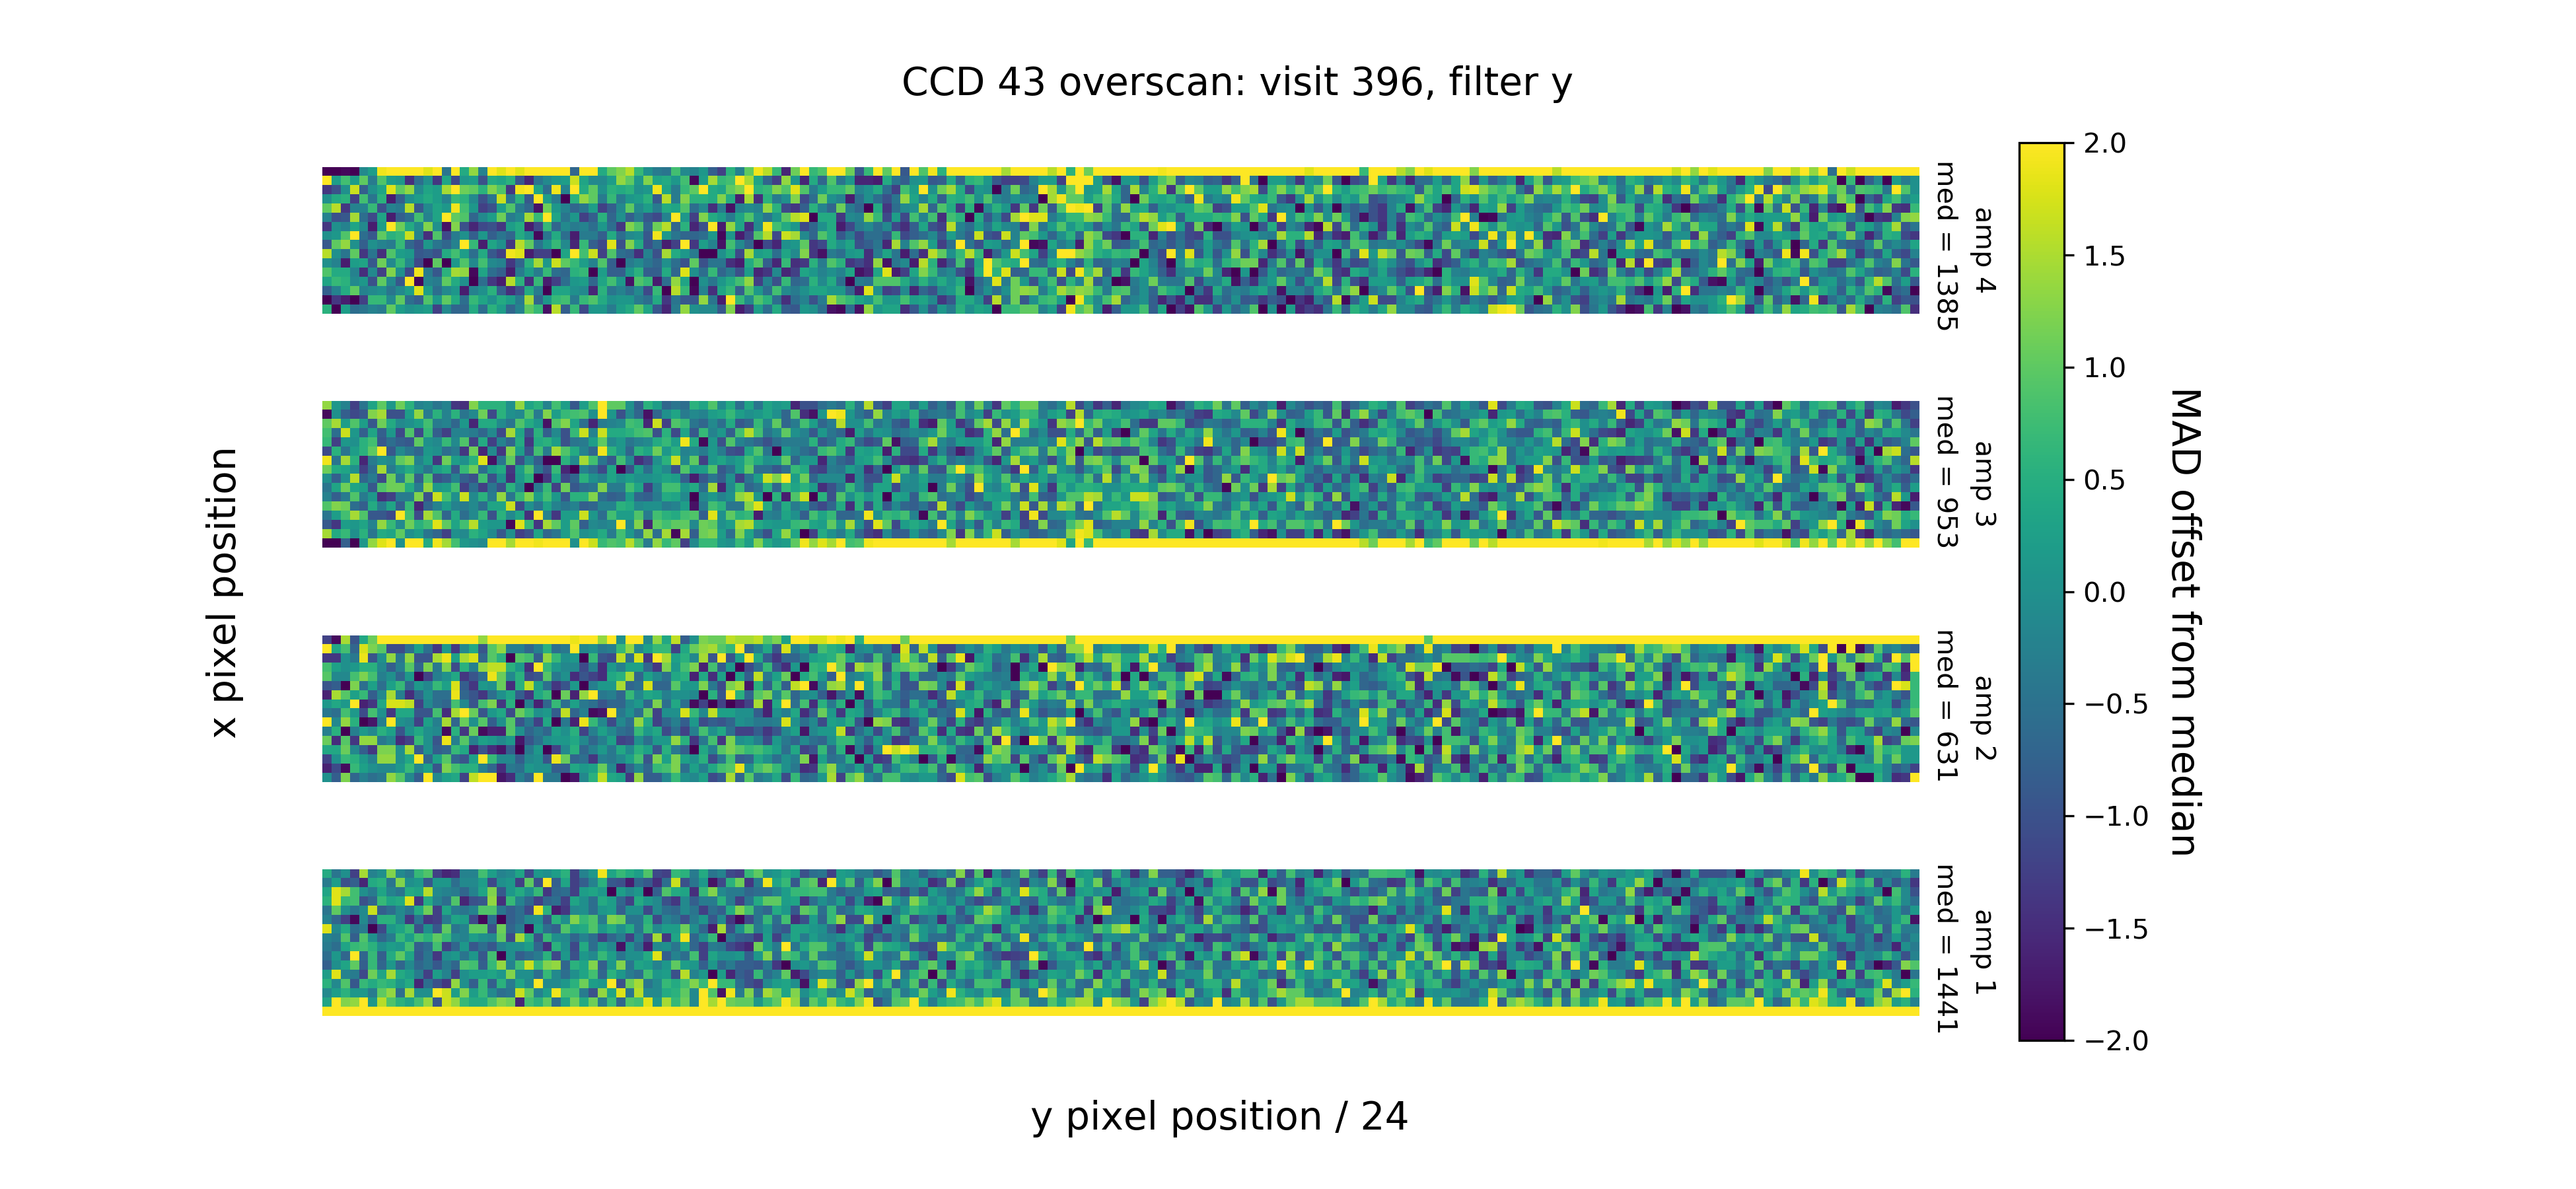 CCD 43 overscan: visit 396, filter y
x pixel position
y pixel position / 24
amp 4
med = 1385
amp 3
med = 953
amp 2
med = 631
amp 1
med = 1441
2.0
1.5
1.0
0.5
0.0
−0.5
−1.0
−1.5
−2.0
MAD offset from median